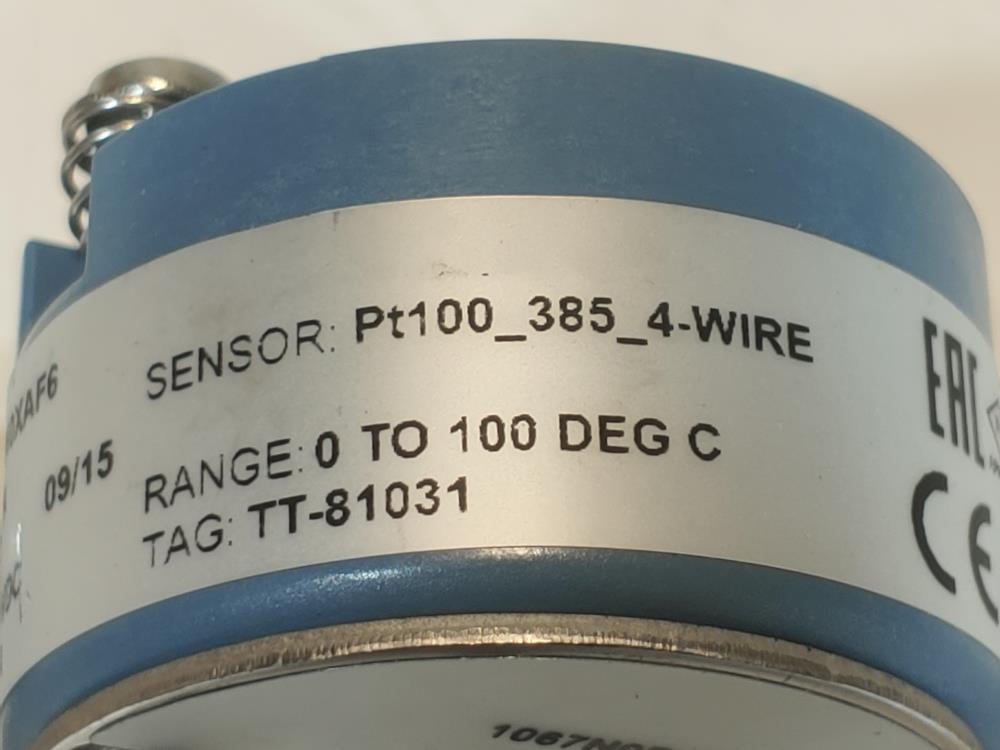 SENSOR: Pt100_385_4-WIRE
RANGE: 0 TO 100 DEG C
TAG: TT-81031
09/15
EAC
CE